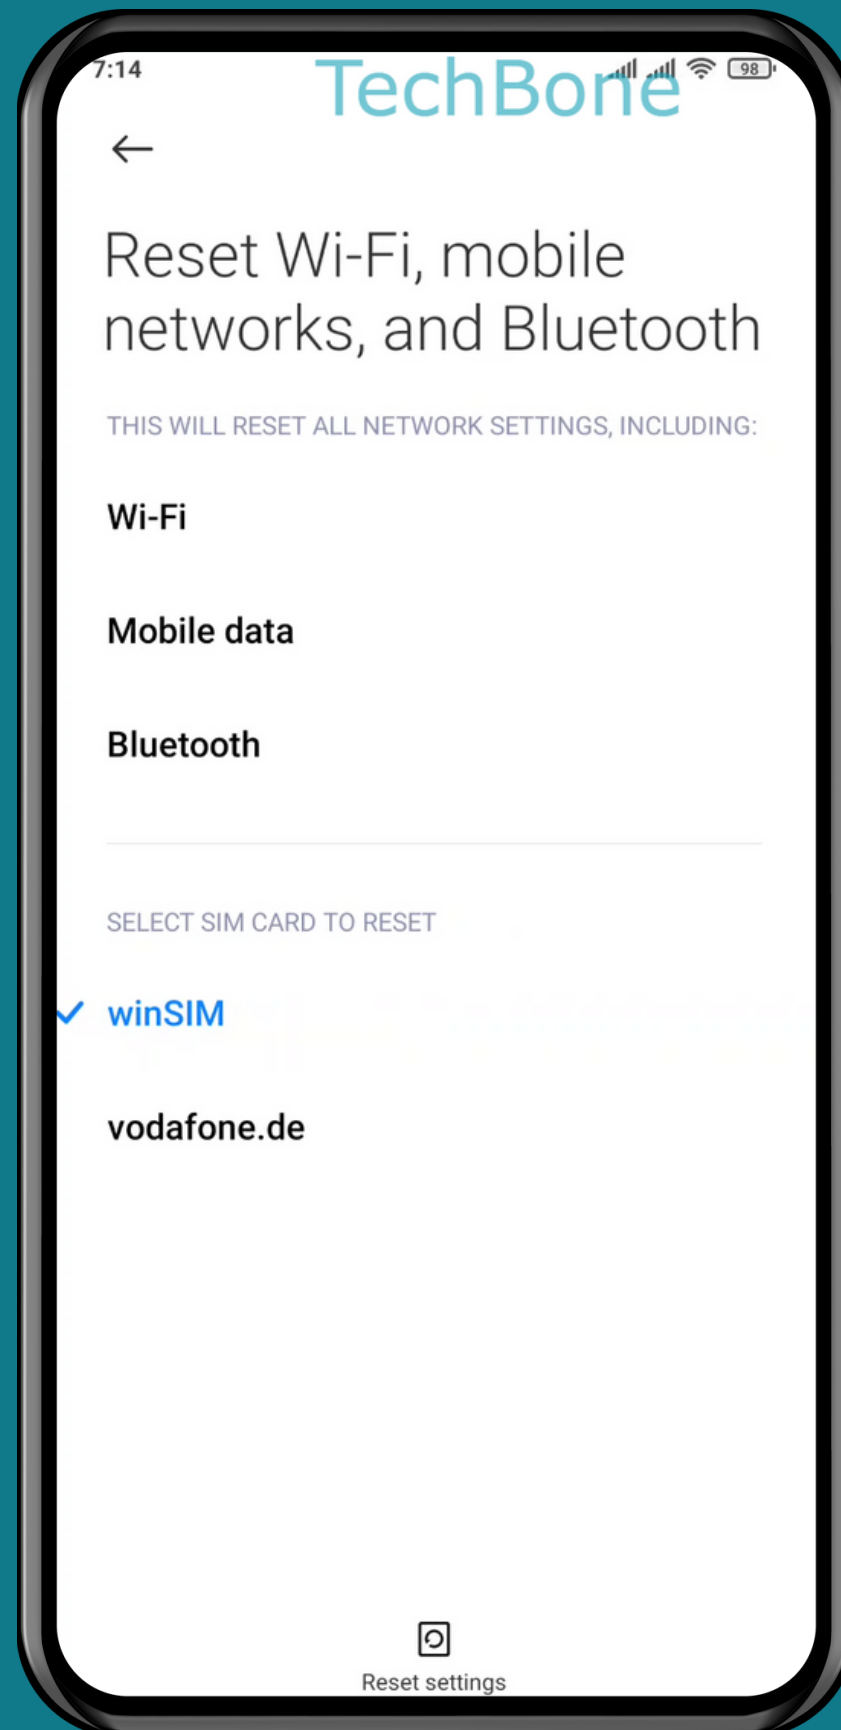 7:14
TechBone
98
Reset Wi-Fi, mobile
networks, and Bluetooth
THIS WILL RESET ALL NETWORK SETTINGS, INCLUDING:
Wi-Fi
Mobile data
Bluetooth
SELECT SIM CARD TO RESET
winSIM
vodafone.de
Reset settings